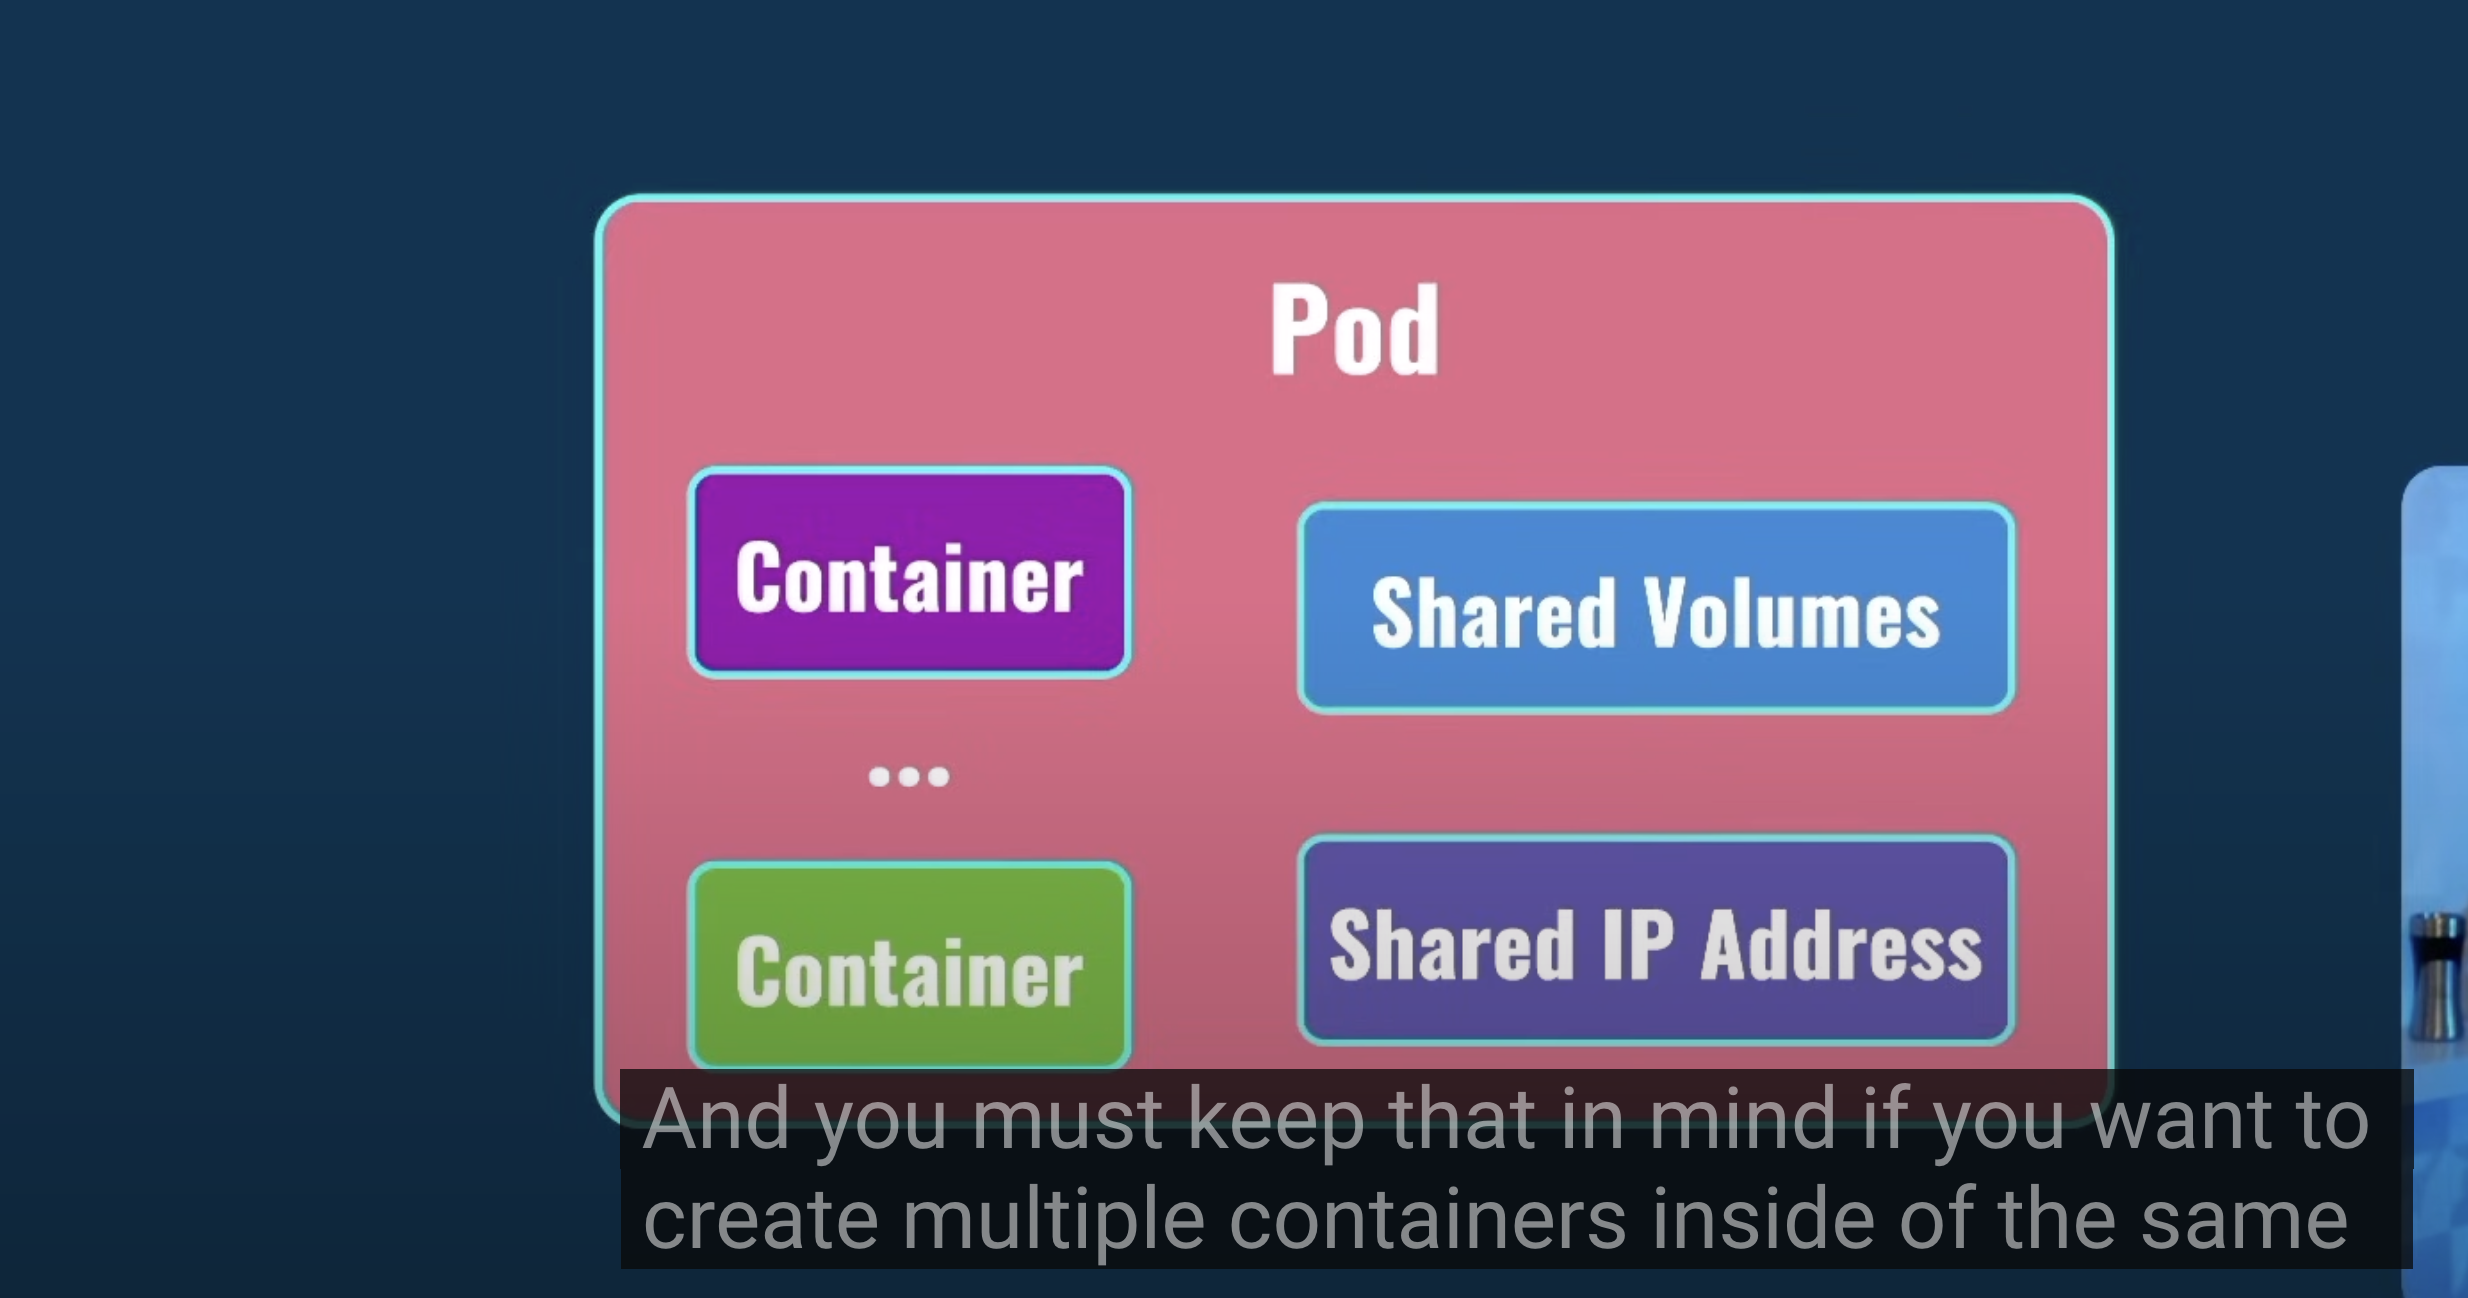 Pod
Container
Shared Volumes
...
Container
Shared IP Address
And you must keep that in mind if you want to
create multiple containers inside of the same